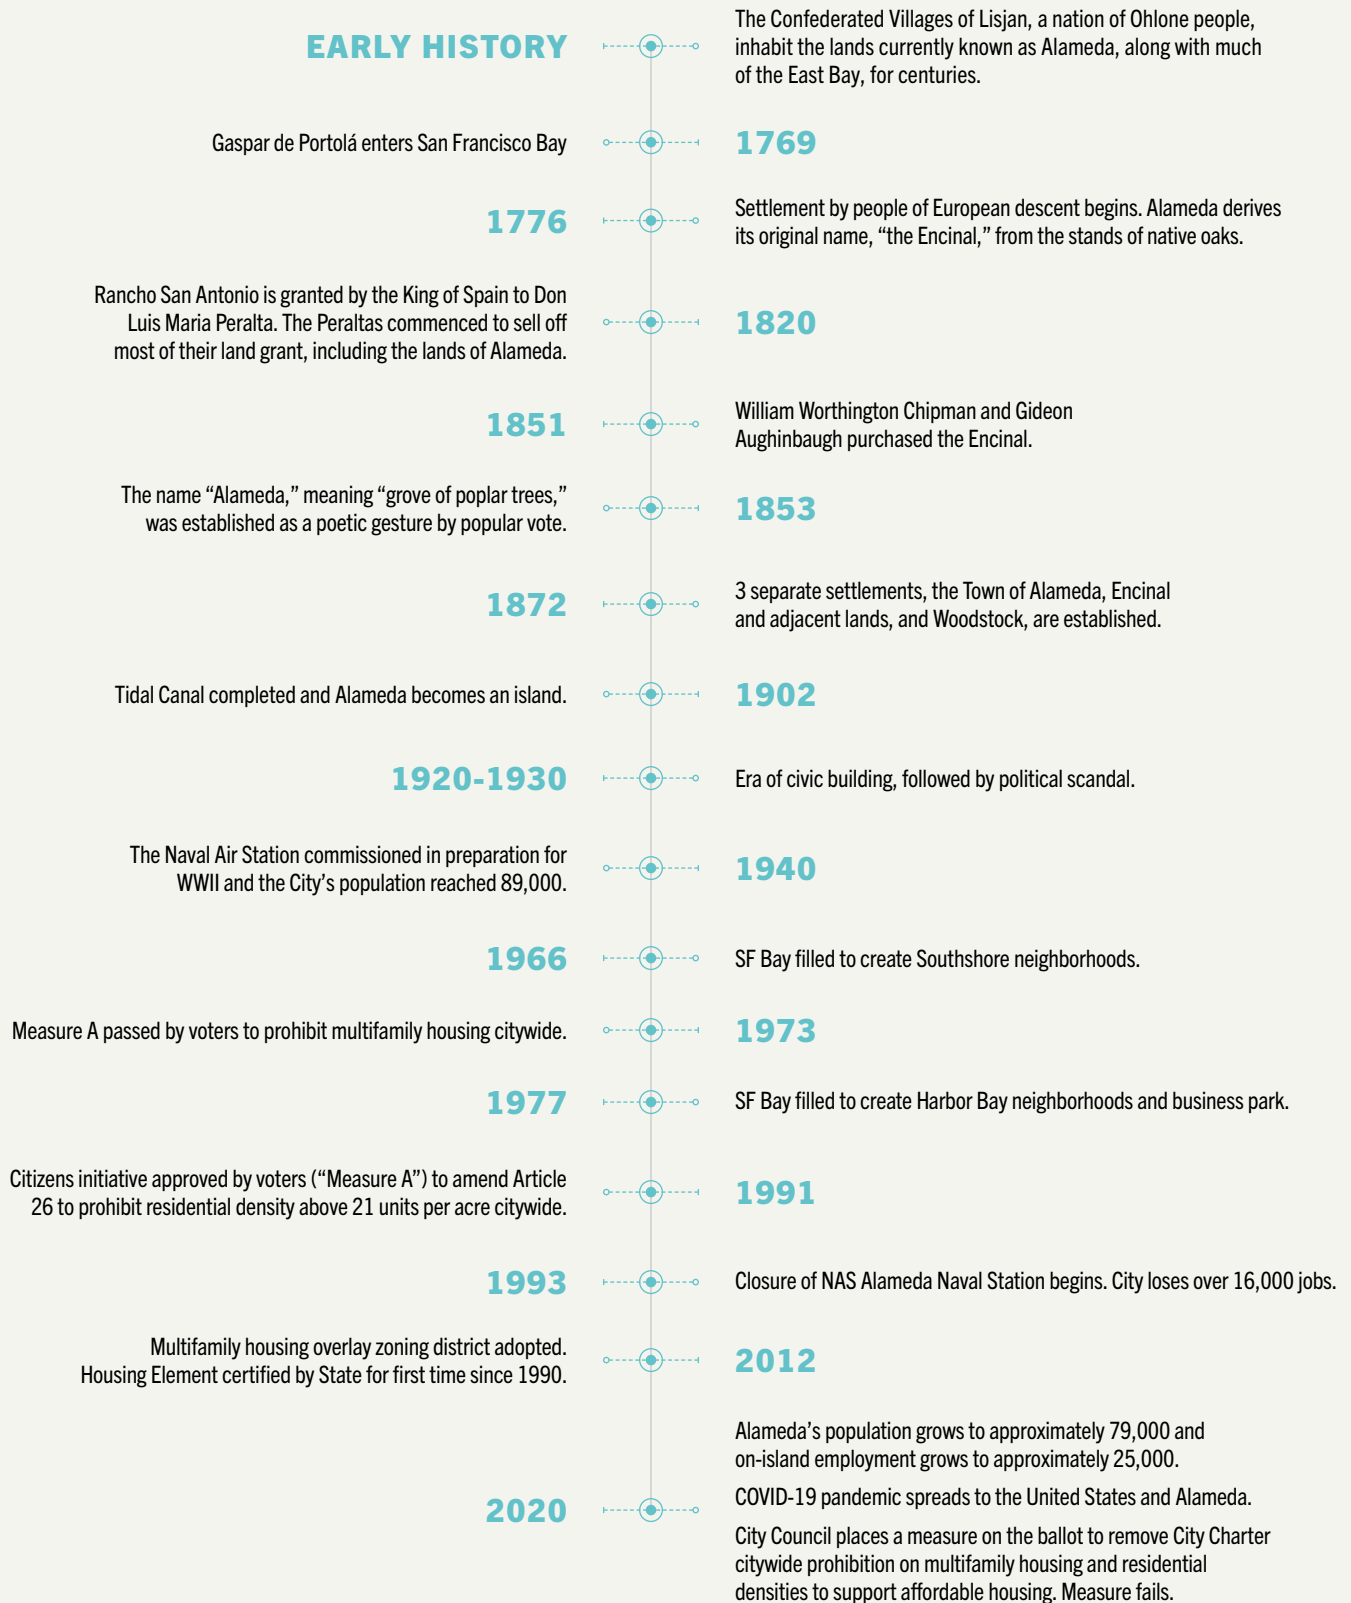 EARLY HISTORY
The Confederated Villages of Lisjan, a nation of Ohlone people,
inhabit the lands currently known as Alameda, along with much
of the East Bay, for centuries.
Gaspar de Portolá enters San Francisco Bay
1769
1776
Settlement by people of European descent begins. Alameda derives
its original name, “the Encinal,” from the stands of native oaks.
Rancho San Antonio is granted by the King of Spain to Don
Luis Maria Peralta. The Peraltas commenced to sell off
most of their land grant, including the lands of Alameda.
1820
1851
William Worthington Chipman and Gideon
Aughinbaugh purchased the Encinal.
The name “Alameda,” meaning “grove of poplar trees,”
was established as a poetic gesture by popular vote.
1853
1872
3 separate settlements, the Town of Alameda, Encinal
and adjacent lands, and Woodstock, are established.
Tidal Canal completed and Alameda becomes an island.
1902
1920-1930
Era of civic building, followed by political scandal.
The Naval Air Station commissioned in preparation for
WWII and the City’s population reached 89,000.
1940
1966
SF Bay filled to create Southshore neighborhoods.
Measure A passed by voters to prohibit multifamily housing citywide.
1973
1977
SF Bay filled to create Harbor Bay neighborhoods and business park.
Citizens initiative approved by voters (“Measure A”) to amend Article
26 to prohibit residential density above 21 units per acre citywide.
1991
1993
Closure of NAS Alameda Naval Station begins. City loses over 16,000 jobs.
Multifamily housing overlay zoning district adopted.
Housing Element certified by State for first time since 1990.
2012
2020
Alameda’s population grows to approximately 79,000 and
on-island employment grows to approximately 25,000.
COVID-19 pandemic spreads to the United States and Alameda.
City Council places a measure on the ballot to remove City Charter
citywide prohibition on multifamily housing and residential
densities to support affordable housing. Measure fails.